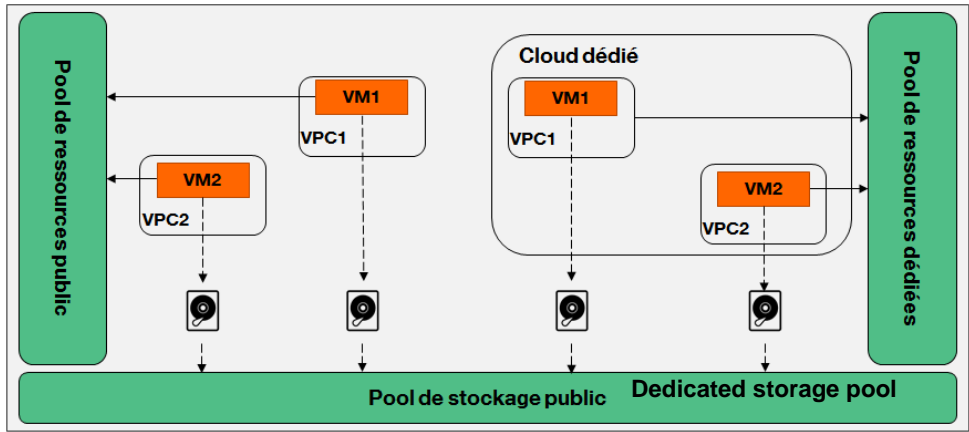 Pool de ressources public
Cloud dédié
VM1
VPC1
VM2
VPC2
VM1
VPC1
VM2
VPC2
Pool de ressources dédiées
Pool de stockage public
Dedicated storage pool